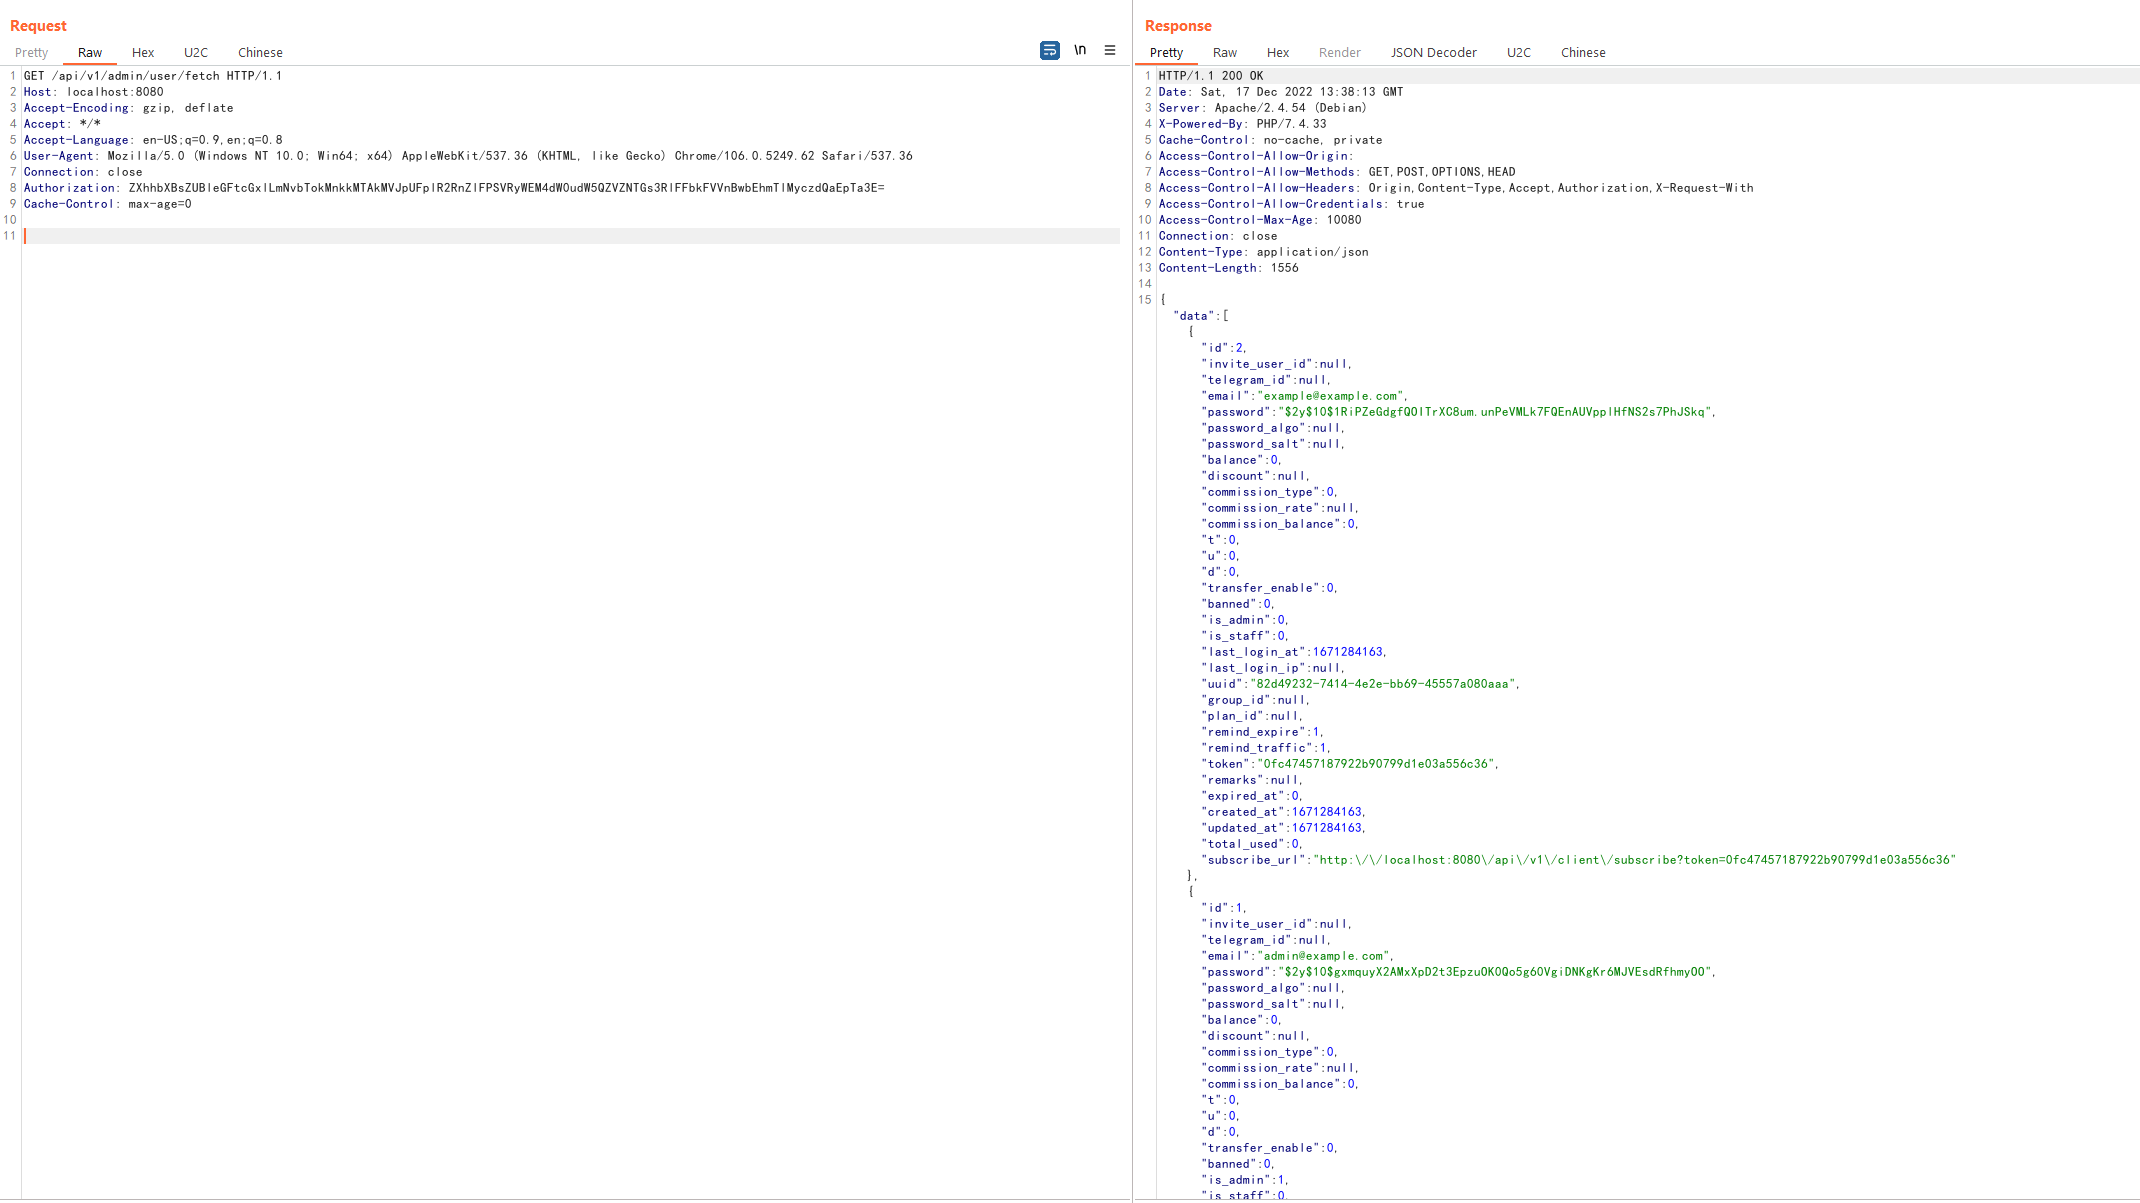 Request
Pretty Raw Hex U2C Chinese
\n
1 GET /api/v1/admin/user/fetch HTTP/1.1
2 Host: localhost:8080
3 Accept-Encoding: gzip, deflate
4 Accept: */*
5 Accept-Language: en-US;q=0.9,en;q=0.8
6 User-Agent: Mozilla/5.0 (Windows NT 10.0; Win64; x64) AppleWebKit/537.36 (KHTML, like Gecko) Chrome/106.0.5249.62 Safari/537.36
7 Connection: close
8 Authorization: ZXhhbXBsZUBleGFtcGxlLmNvbTokMnkkMTAkMVJpUFplR2RnZlFPSVRyWEM4dW0udW5QZVZNTGs3RlFFbkFVVnBwbEhmTlMyczdQaEpTa3E=
9 Cache-Control: max-age=0
10
11
Response
Pretty Raw Hex Render JSON Decoder U2C Chinese
1 HTTP/1.1 200 OK
2 Date: Sat, 17 Dec 2022 13:38:13 GMT
3 Server: Apache/2.4.54 (Debian)
4 X-Powered-By: PHP/7.4.33
5 Cache-Control: no-cache, private
6 Access-Control-Allow-Origin:
7 Access-Control-Allow-Methods: GET,POST,OPTIONS,HEAD
8 Access-Control-Allow-Headers: Origin,Content-Type,Accept,Authorization,X-Request-With
9 Access-Control-Allow-Credentials: true
10 Access-Control-Max-Age: 10080
11 Connection: close
12 Content-Type: application/json
13 Content-Length: 1556
14
15 {
"data":[
{
"id":2,
"invite_user_id":null,
"telegram_id":null,
"email":"example@example.com",
"password":"$2y$10$1RiPZeGdgfQOITrXC8um.unPeVMLk7FQEnAUVpplHfNS2s7PhJSkq",
"password_algo":null,
"password_salt":null,
"balance":0,
"discount":null,
"commission_type":0,
"commission_rate":null,
"commission_balance":0,
"t":0,
"u":0,
"d":0,
"transfer_enable":0,
"banned":0,
"is_admin":0,
"is_staff":0,
"last_login_at":1671284163,
"last_login_ip":null,
"uuid":"82d49232-7414-4e2e-bb69-45557a080aaa",
"group_id":null,
"plan_id":null,
"remind_expire":1,
"remind_traffic":1,
"token":"0fc47457187922b90799d1e03a556c36",
"remarks":null,
"expired_at":0,
"created_at":1671284163,
"updated_at":1671284163,
"total_used":0,
"subscribe_url":"http:\/\/localhost:8080\/api\/v1\/client\/subscribe?token=0fc47457187922b90799d1e03a556c36"
},
{
"id":1,
"invite_user_id":null,
"telegram_id":null,
"email":"admin@example.com",
"password":"$2y$10$gxmquyX2AMxXpD2t3EpzuOK0Qo5g60VgiDNKgKr6MJVEsdRfhmyOO",
"password_algo":null,
"password_salt":null,
"balance":0,
"discount":null,
"commission_type":0,
"commission_rate":null,
"commission_balance":0,
"t":0,
"u":0,
"d":0,
"transfer_enable":0,
"banned":0,
"is_admin":1,
"is_staff":0,